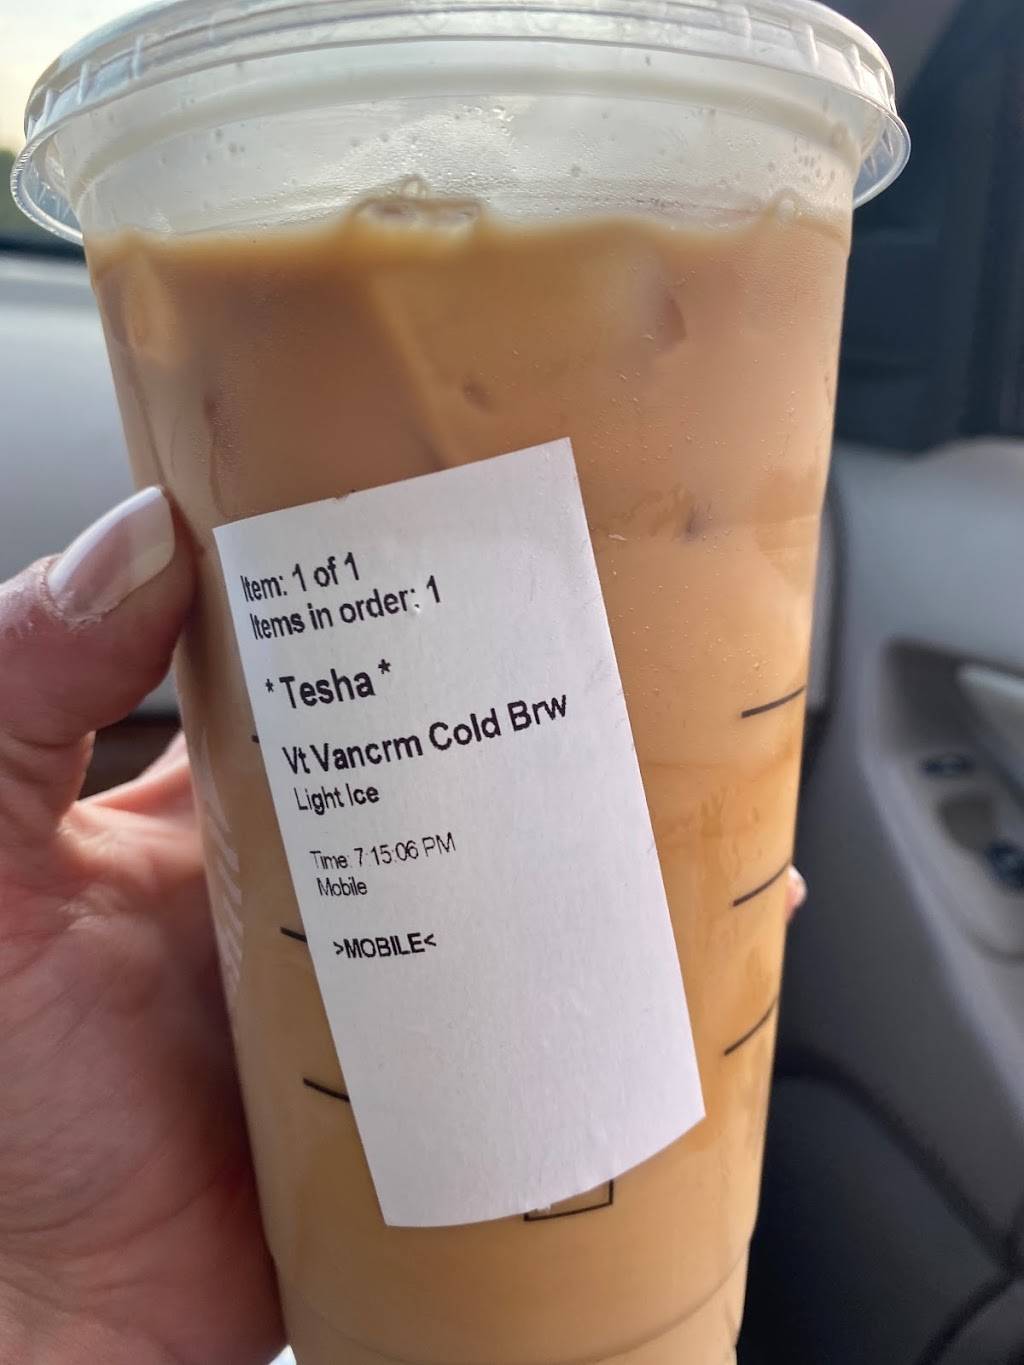 Item: 1 of 1
Items in order: 1
*Tesha*
Vt Vancrm Cold Brw
Light Ice
Time: 7:15:06 PM
Mobile
>MOBILE<